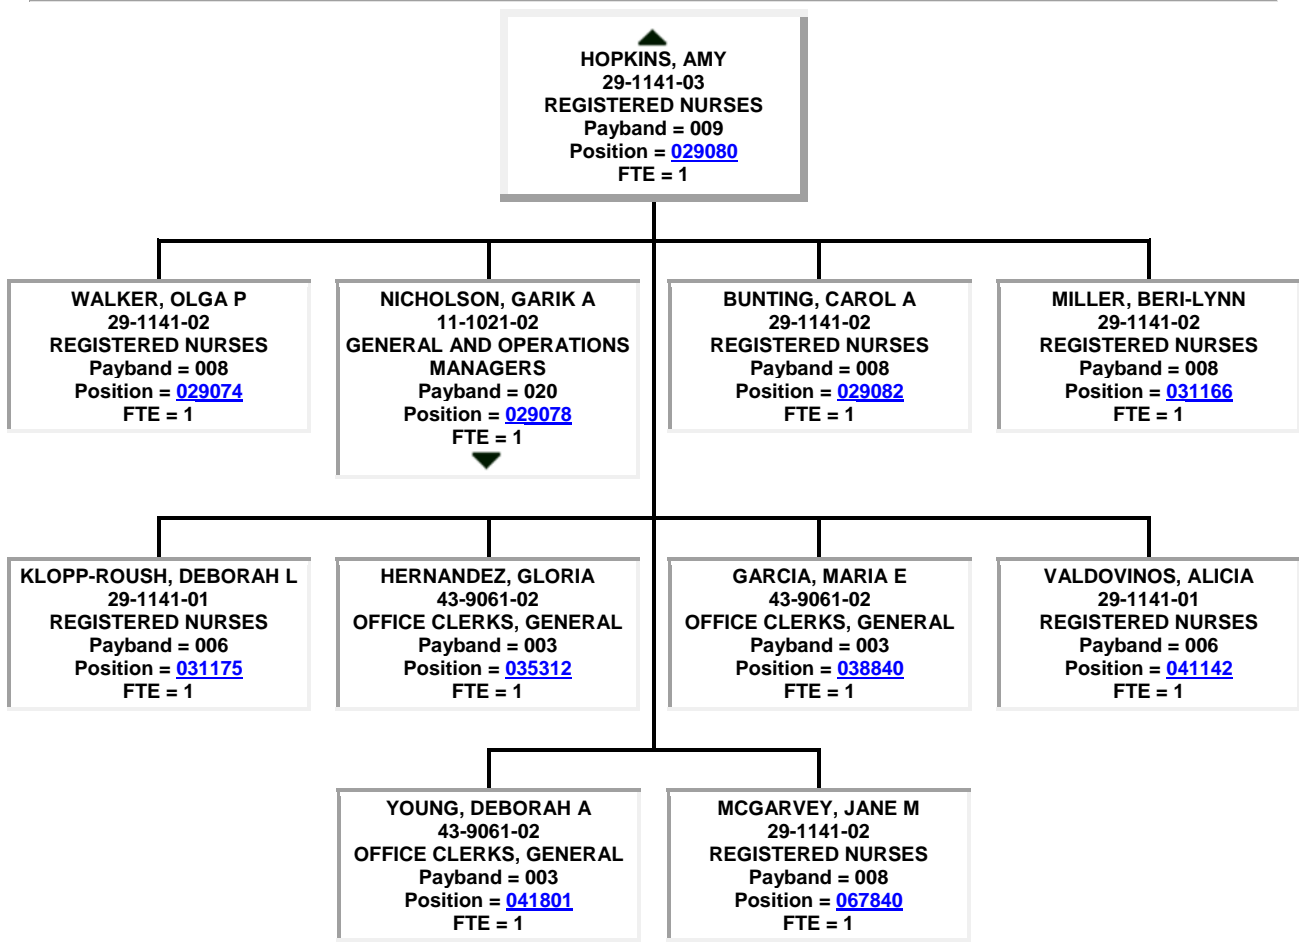 HOPKINS, AMY
29-1141-03
REGISTERED NURSES
Payband = 009
Position = 029080
FTE = 1
WALKER, OLGA P
29-1141-02
REGISTERED NURSES
Payband = 008
Position = 029074
FTE = 1
NICHOLSON, GARIK A
11-1021-02
GENERAL AND OPERATIONS
MANAGERS
Payband = 020
Position = 029078
FTE = 1
BUNTING, CAROL A
29-1141-02
REGISTERED NURSES
Payband = 008
Position = 029082
FTE = 1
MILLER, BERI-LYNN
29-1141-02
REGISTERED NURSES
Payband = 008
Position = 031166
FTE = 1
KLOPP-ROUSH, DEBORAH L
29-1141-01
REGISTERED NURSES
Payband = 006
Position = 031175
FTE = 1
HERNANDEZ, GLORIA
43-9061-02
OFFICE CLERKS, GENERAL
Payband = 003
Position = 035312
FTE = 1
GARCIA, MARIA E
43-9061-02
OFFICE CLERKS, GENERAL
Payband = 003
Position = 038840
FTE = 1
VALDOVINOS, ALICIA
29-1141-01
REGISTERED NURSES
Payband = 006
Position = 041142
FTE = 1
YOUNG, DEBORAH A
43-9061-02
OFFICE CLERKS, GENERAL
Payband = 003
Position = 041801
FTE = 1
MCGARVEY, JANE M
29-1141-02
REGISTERED NURSES
Payband = 008
Position = 067840
FTE = 1